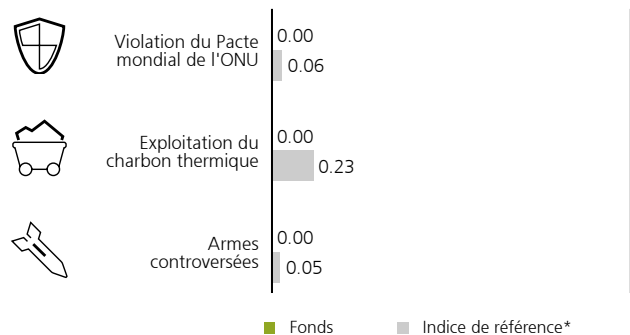 Violation du Pacte
mondial de l'ONU
0.00
0.06
Exploitation du
charbon thermique
0.00
0.23
Armes
controversées
0.00
0.05
Fonds
Indice de référence*